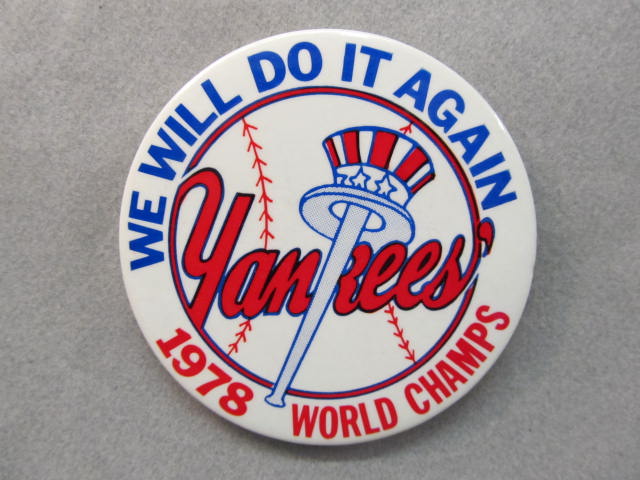 WE WILL DO IT AGAIN
Yankees'
1978 WORLD CHAMPS